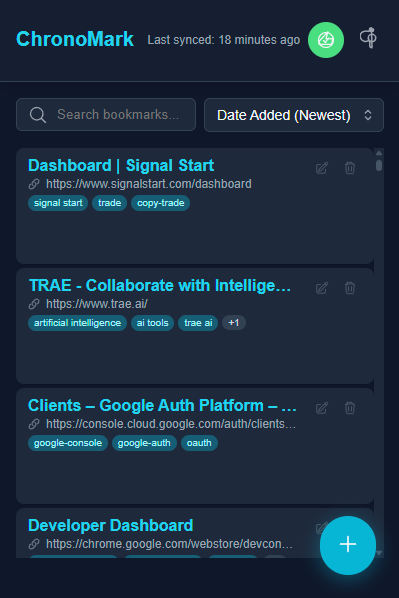 ChronoMark Last synced: 18 minutes ago
Search bookmarks... Date Added (Newest)
Dashboard | Signal Start
https://www.signalstart.com/dashboard
signal start trade copy-trade
TRAE - Collaborate with Intellige…
https://www.trae.ai/
artificial intelligence ai tools trae ai +1
Clients – Google Auth Platform – …
https://console.cloud.google.com/auth/clients…
google-console google-auth oauth
Developer Dashboard
https://chrome.google.com/webstore/devcon…